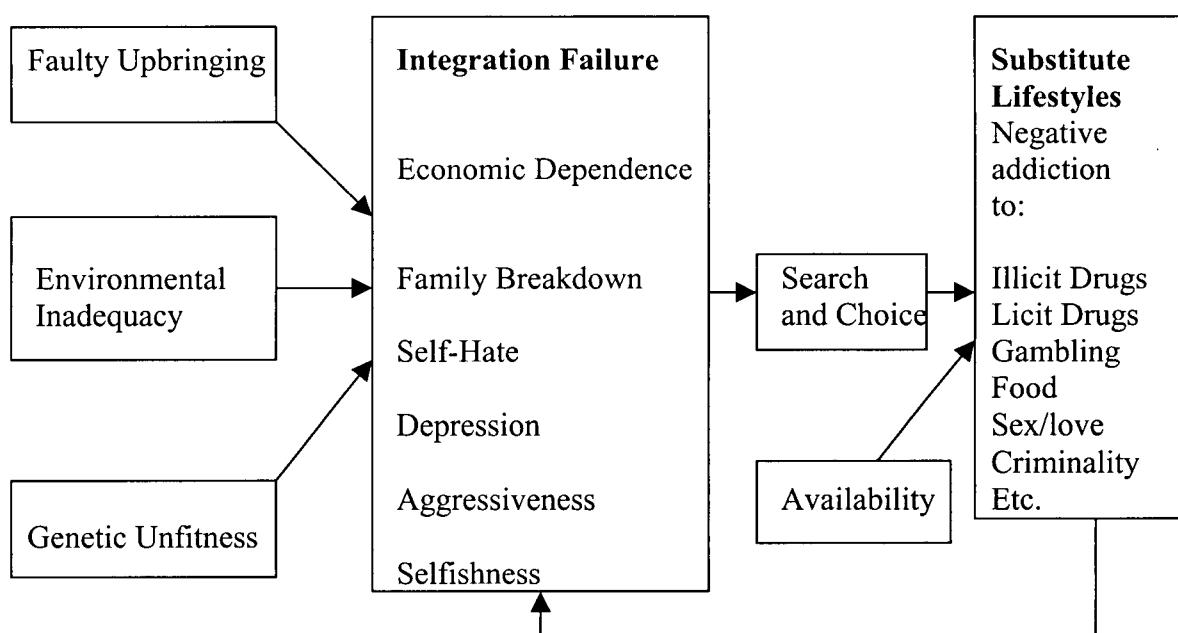 Faulty Upbringing
Environmental
Inadequacy
Genetic Unfitness
Integration Failure
Economic Dependence
Family Breakdown
Self-Hate
Depression
Aggressiveness
Selfishness
Search
and Choice
Availability
Substitute
Lifestyles
Negative
addiction
to:
Illicit Drugs
Licit Drugs
Gambling
Food
Sex/love
Criminality
Etc.